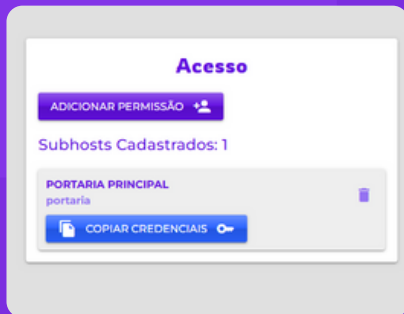 Acesso
ADICIONAR PERMISSÃO
Subhosts Cadastrados: 1
PORTARIA PRINCIPAL
portaria
COPIAR CREDENCIAIS